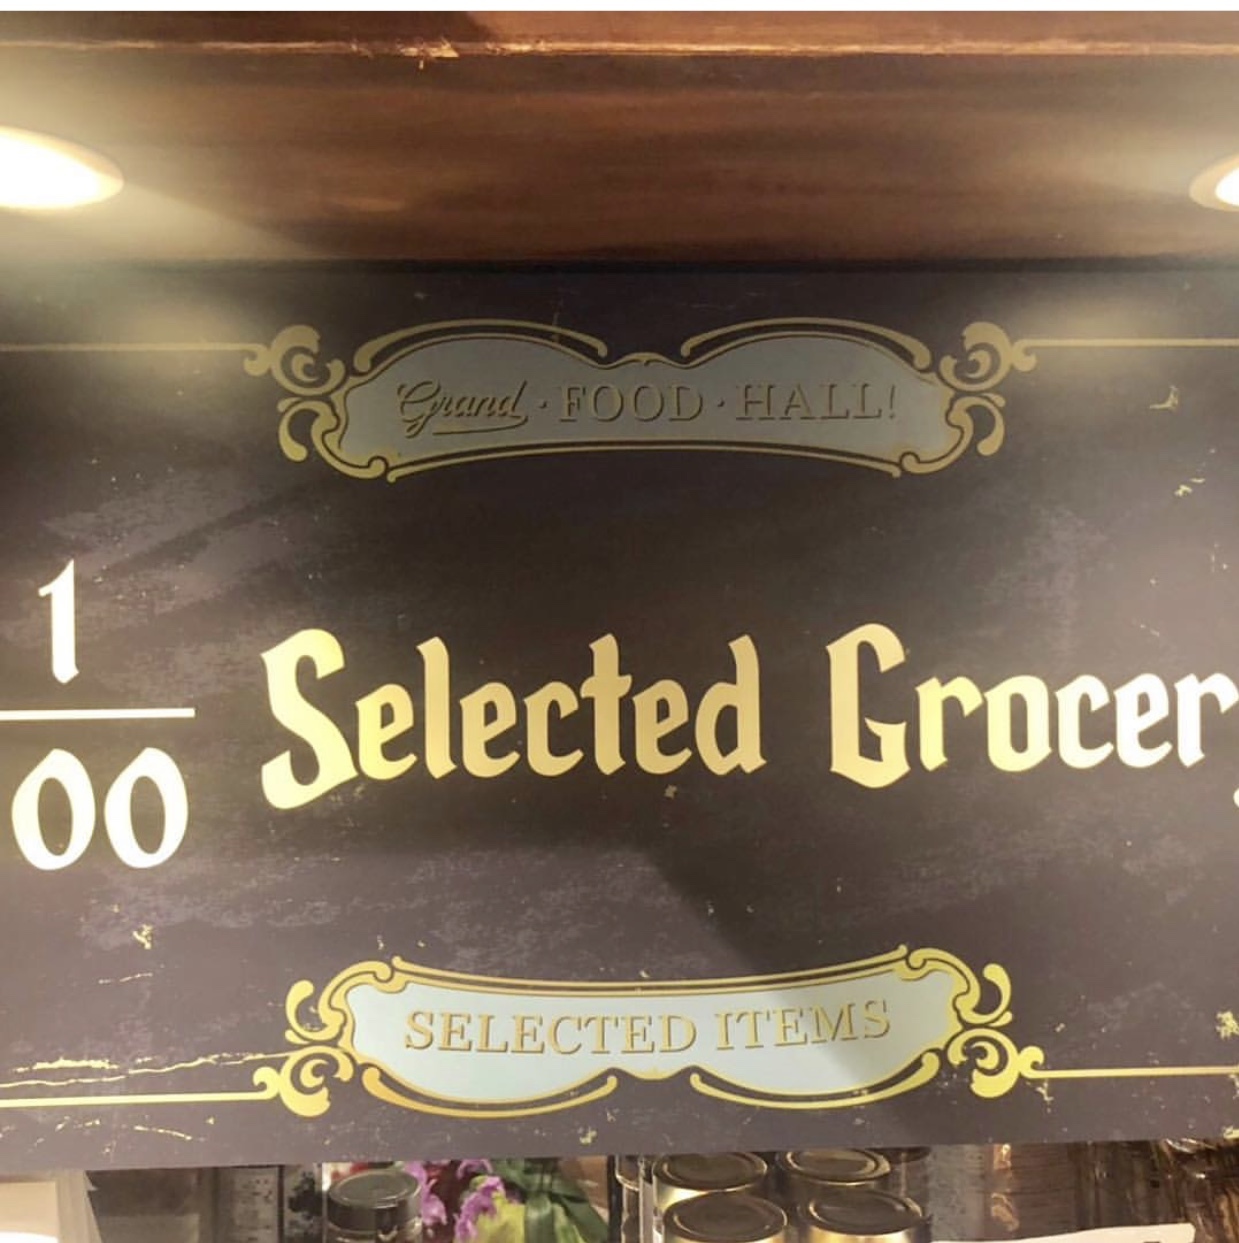 Grand · FOOD · HALL!
1
00
Selected Grocer
SELECTED ITEMS